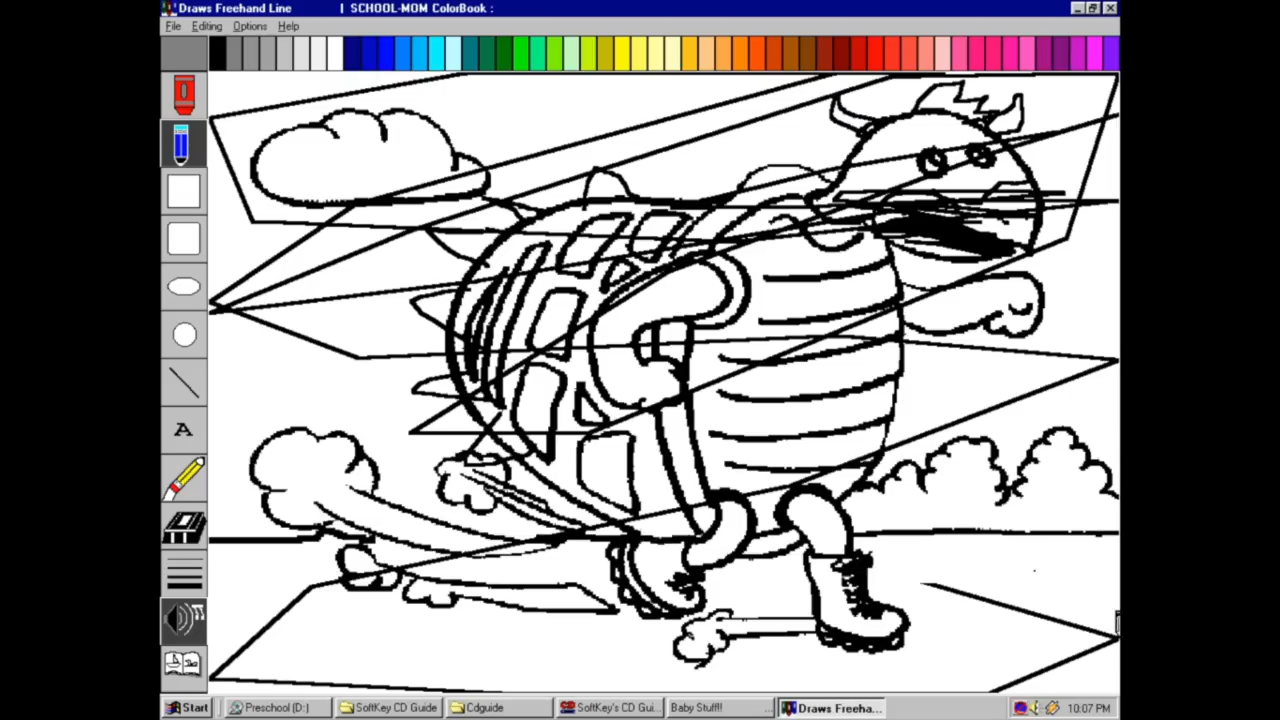 Draws Freehand Line | SCHOOL-MOM ColorBook :
File Editing Options Help
A
Start Preschool (D:) SoftKey CD Guide Cdguide SoftKey's CD Gui... Baby Stuff!! ... Draws Freeha... 10:07 PM